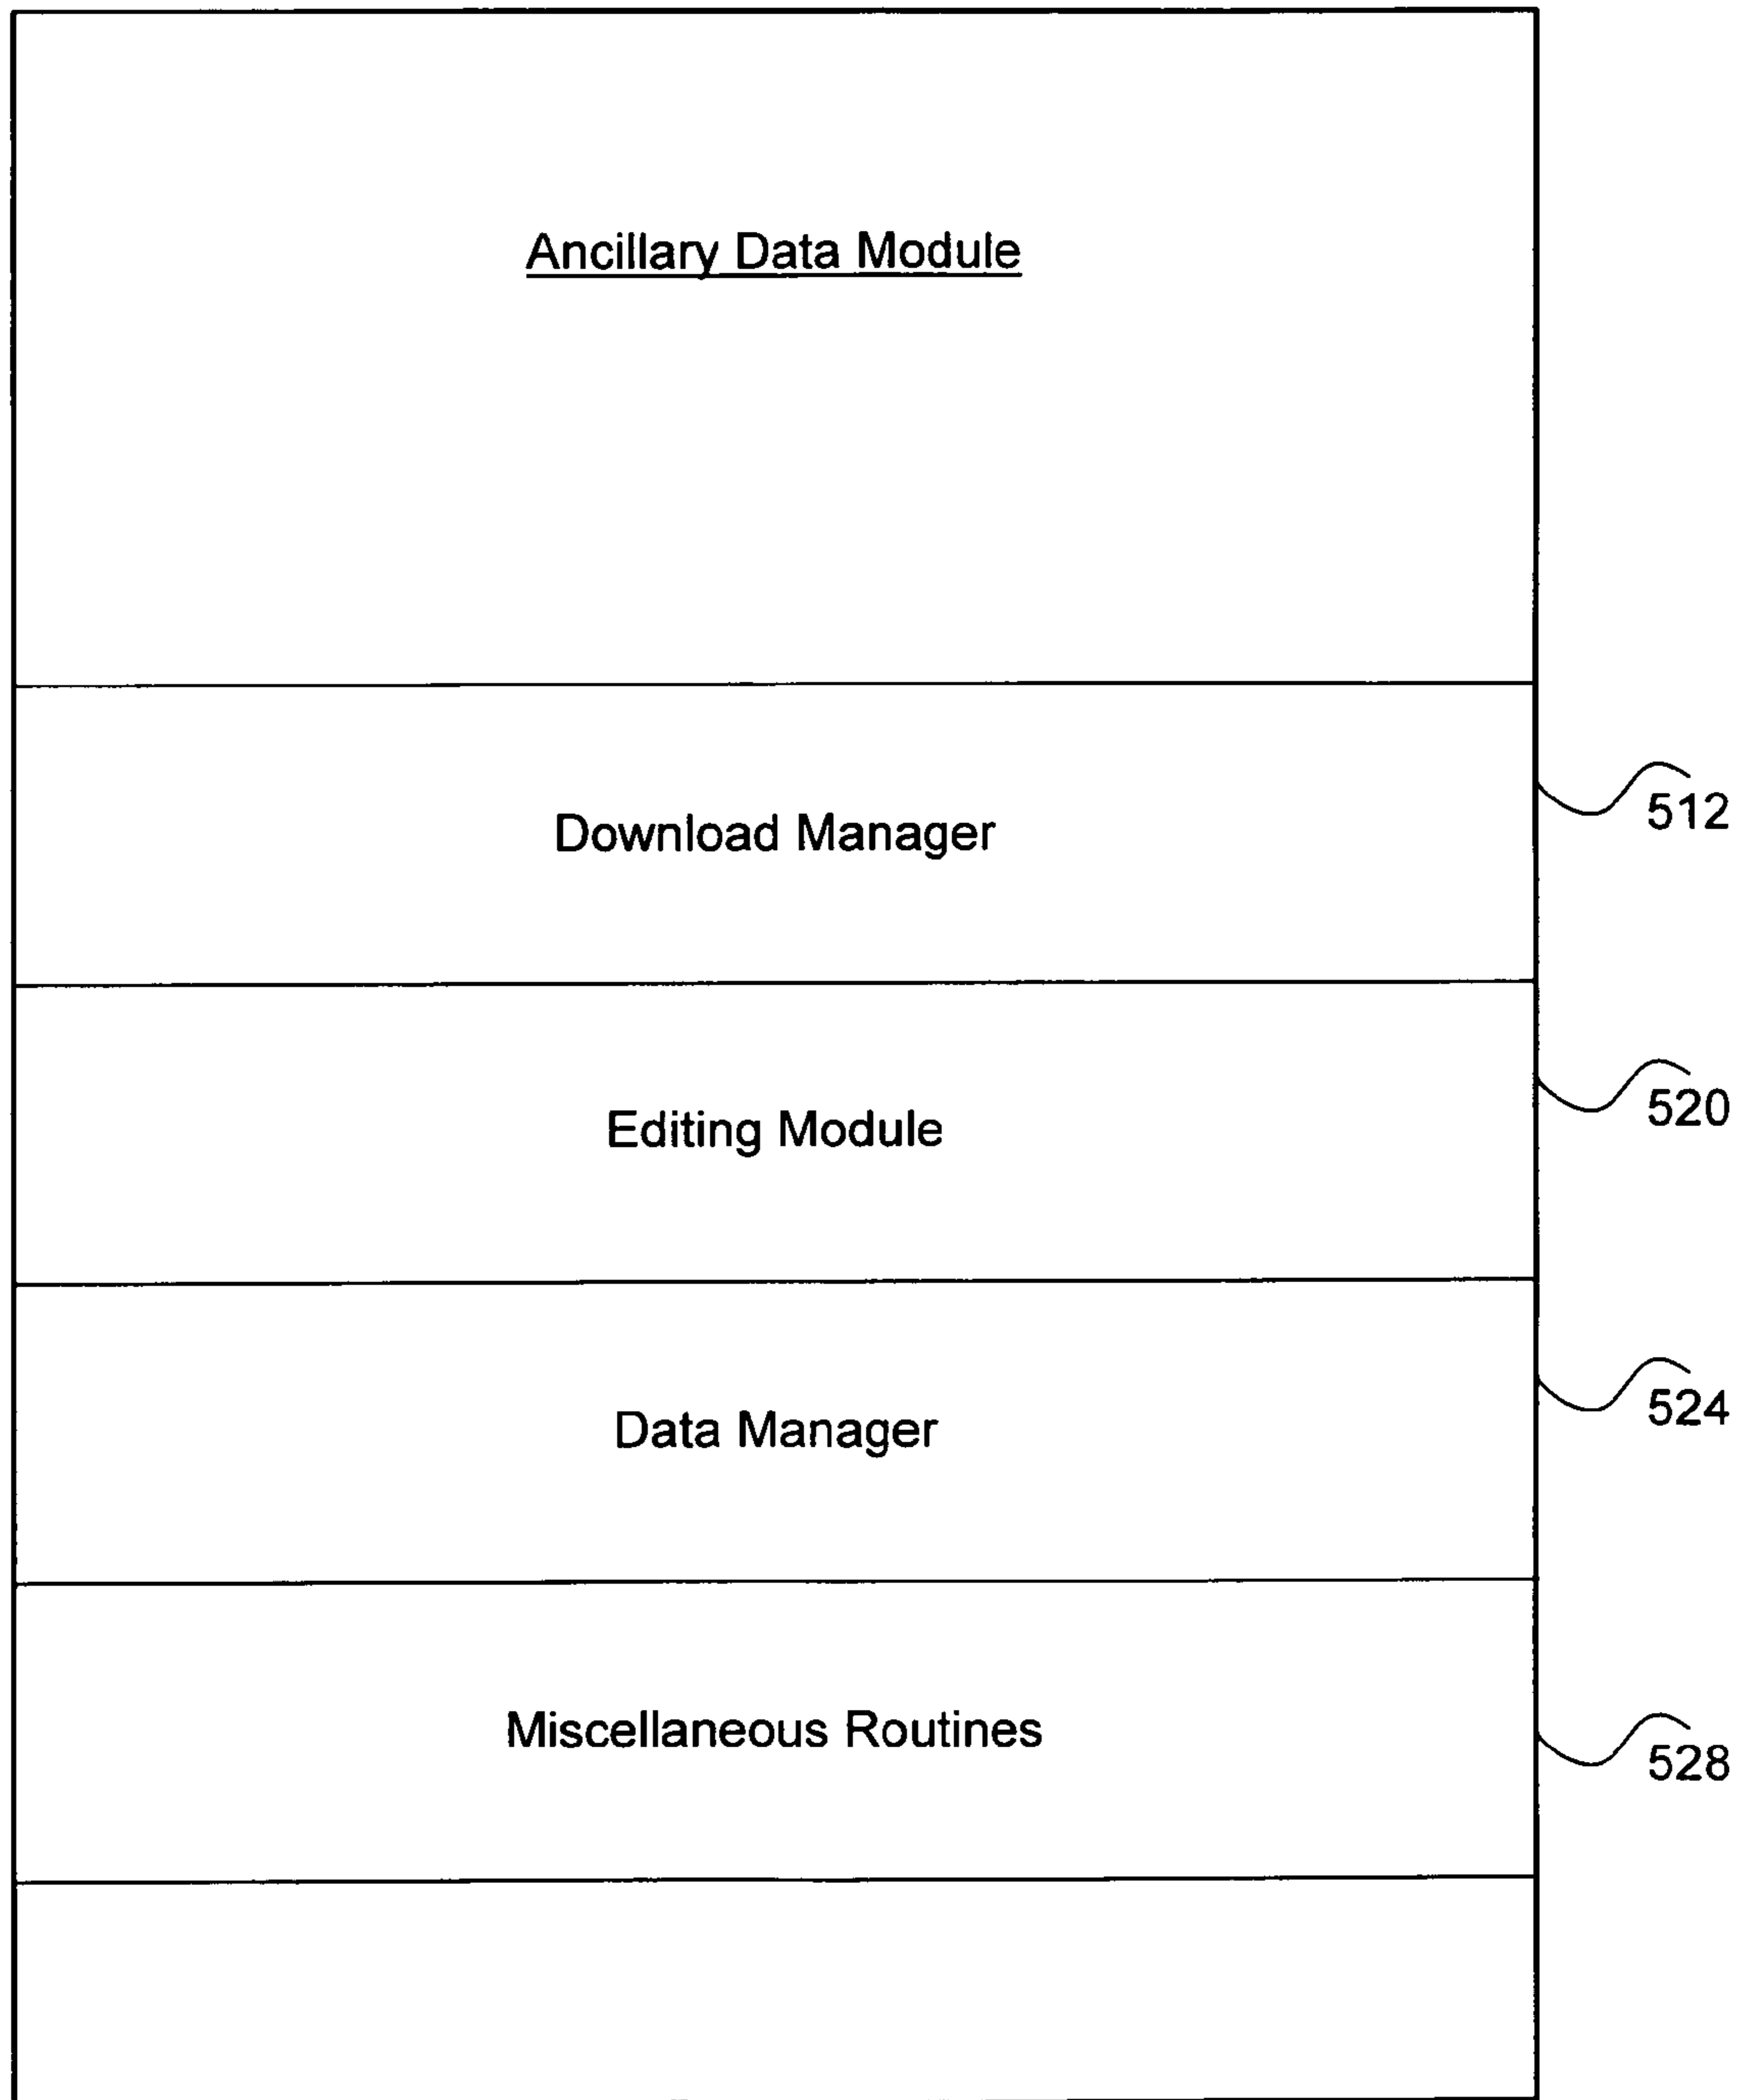 Ancillary Data Module
Download Manager
512
Editing Module
520
Data Manager
524
Miscellaneous Routines
528